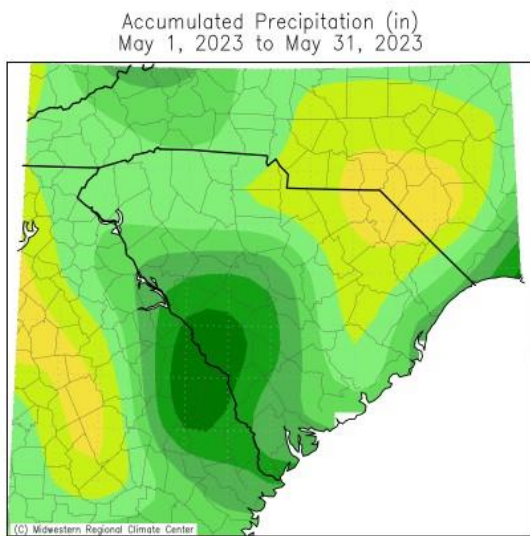 Accumulated Precipitation (in)
May 1, 2023 to May 31, 2023
(C) Midwestern Regional Climate Center